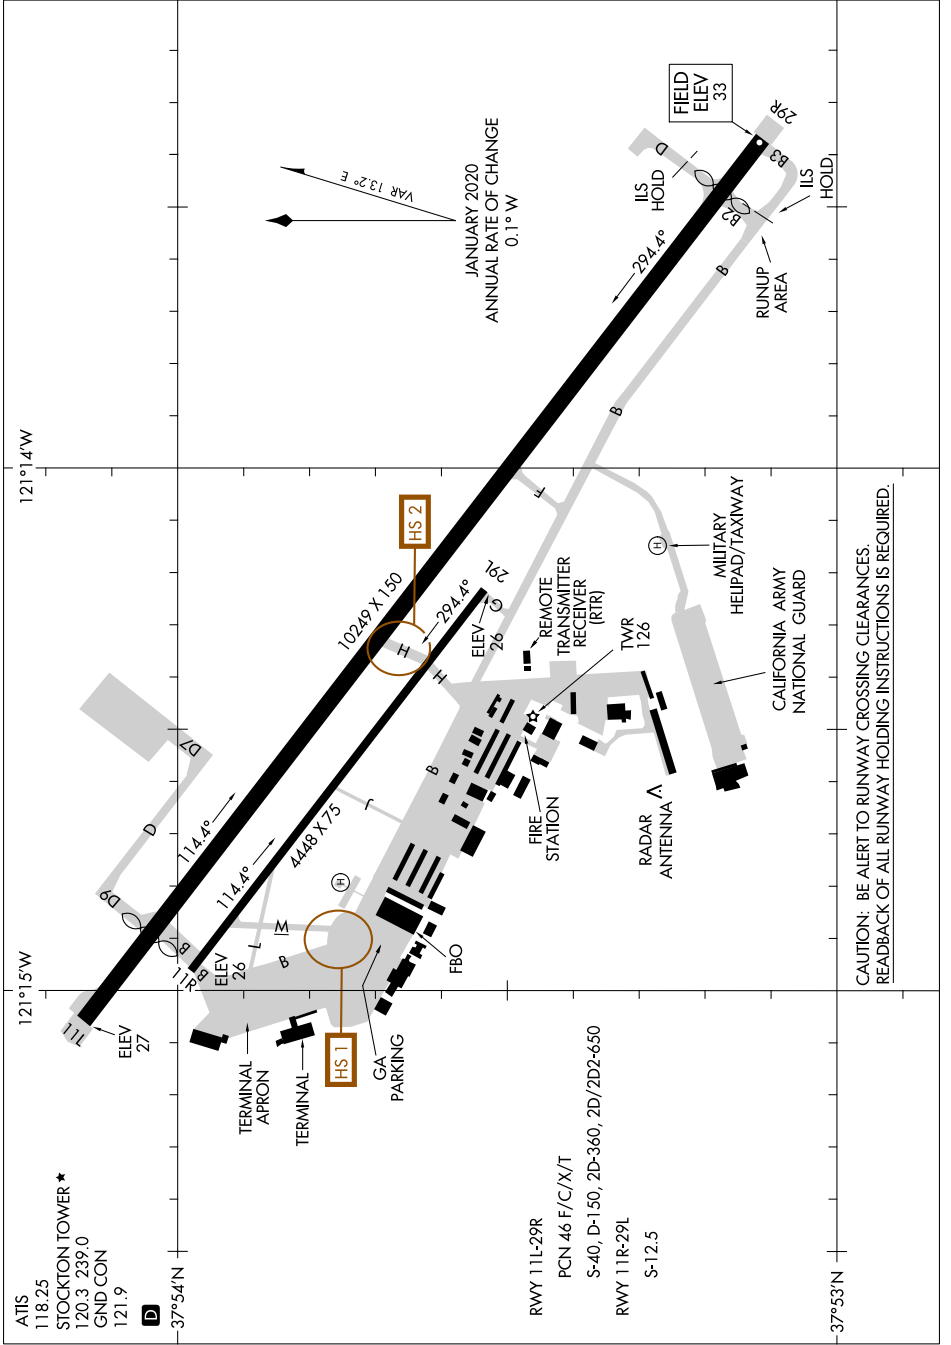 ATIS
118.25
STOCKTON TOWER ★
120.3 239.0
GND CON
121.9
D
37°54'N
121°15'W
121°14'W
37°53'N
JANUARY 2020
ANNUAL RATE OF CHANGE
0.1° W
VAR 13.2° E
FIELD
ELEV
33
29R
B3
D
ILS
HOLD
B2
ILS
HOLD
RUNUP
AREA
B
294.4°
B
F
HS 2
10249 X 150
H
H
294.4°
29L
G
ELEV
26
REMOTE
TRANSMITTER
RECEIVER
(RTR)
TWR
126
H
MILITARY
HELIPAD/TAXIWAY
CALIFORNIA ARMY
NATIONAL GUARD
D7
D
D9
114.4°
114.4°
4448 X 75
J
B
H
FIRE
STATION
RADAR
ANTENNA
M
L
B
B
B
11R
ELEV
26
11L
ELEV
27
FBO
HS 1
GA
PARKING
TERMINAL
APRON
TERMINAL
RWY 11L-29R
PCN 46 F/C/X/T
S-40, D-150, 2D-360, 2D/2D2-650
RWY 11R-29L
S-12.5
CAUTION: BE ALERT TO RUNWAY CROSSING CLEARANCES.
READBACK OF ALL RUNWAY HOLDING INSTRUCTIONS IS REQUIRED.